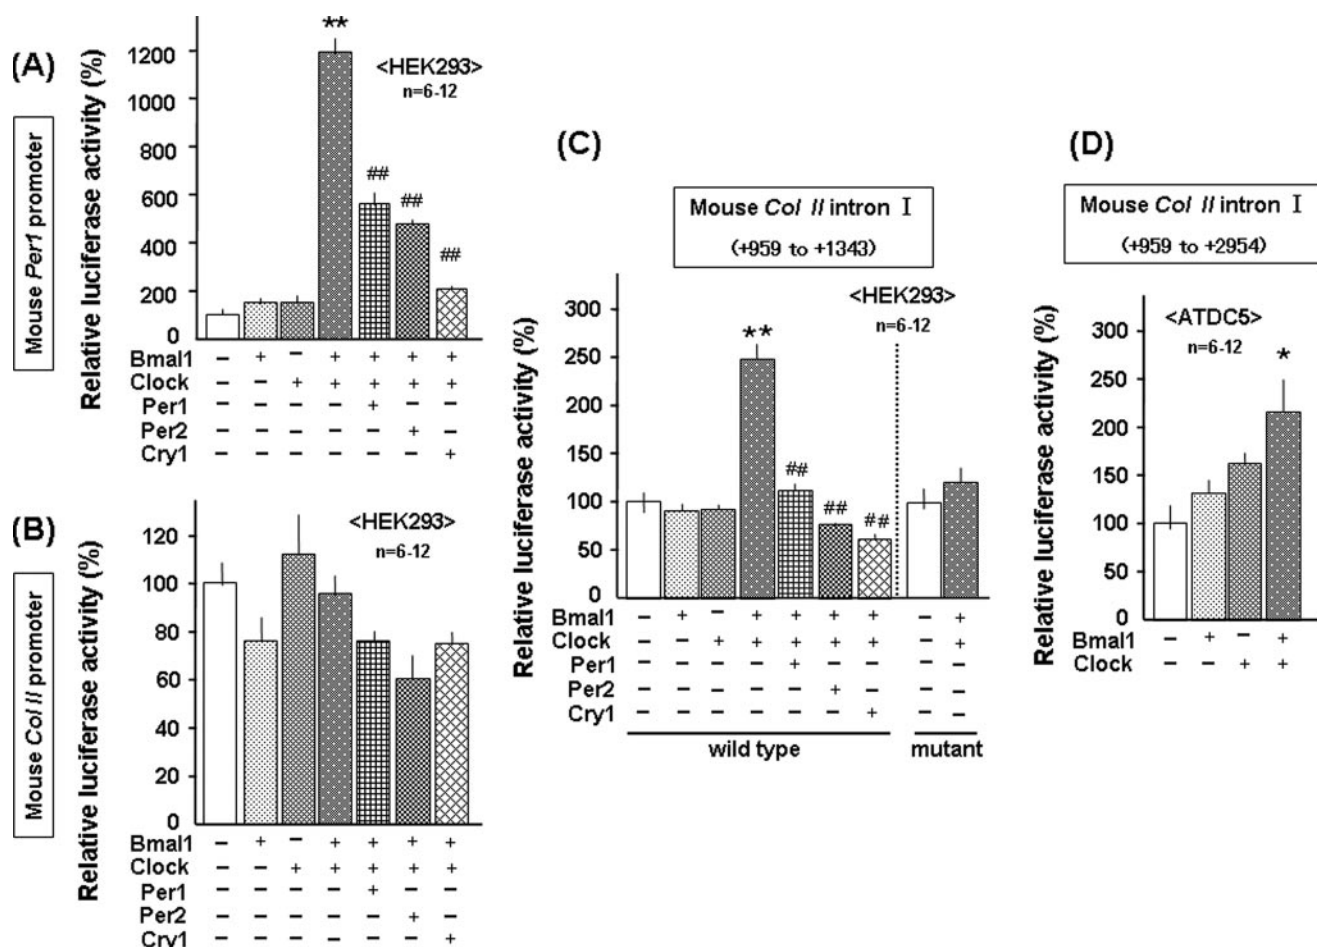 (A)
Mouse Per1 promoter
Relative luciferase activity (%)
1200
1000
800
600
400
200
0
**
<HEK293>
n=6-12
##
##
##
Bmal1 – + – + + + +
Clock – – + + + + +
Per1 – – – – + – –
Per2 – – – – – + –
Cry1 – – – – – – +
(B)
Mouse Col II promoter
Relative luciferase activity (%)
120
100
80
60
40
20
0
<HEK293>
n=6-12
Bmal1 – + – + + + +
Clock – – + + + + +
Per1 – – – – + – –
Per2 – – – – – + –
Cry1 – – – – – – +
(C)
Mouse Col II intron I
(+959 to +1343)
Relative luciferase activity (%)
300
250
200
150
100
50
0
<HEK293>
n=6-12
**
##
##
##
Bmal1 – + – + + + + – +
Clock – – + + + + + – +
Per1 – – – – + – – – –
Per2 – – – – – + – – –
Cry1 – – – – – – + – –
wild type mutant
(D)
Mouse Col II intron I
(+959 to +2954)
Relative luciferase activity (%)
300
250
200
150
100
50
0
<ATDC5>
n=6-12
*
Bmal1 – + – +
Clock – – + +